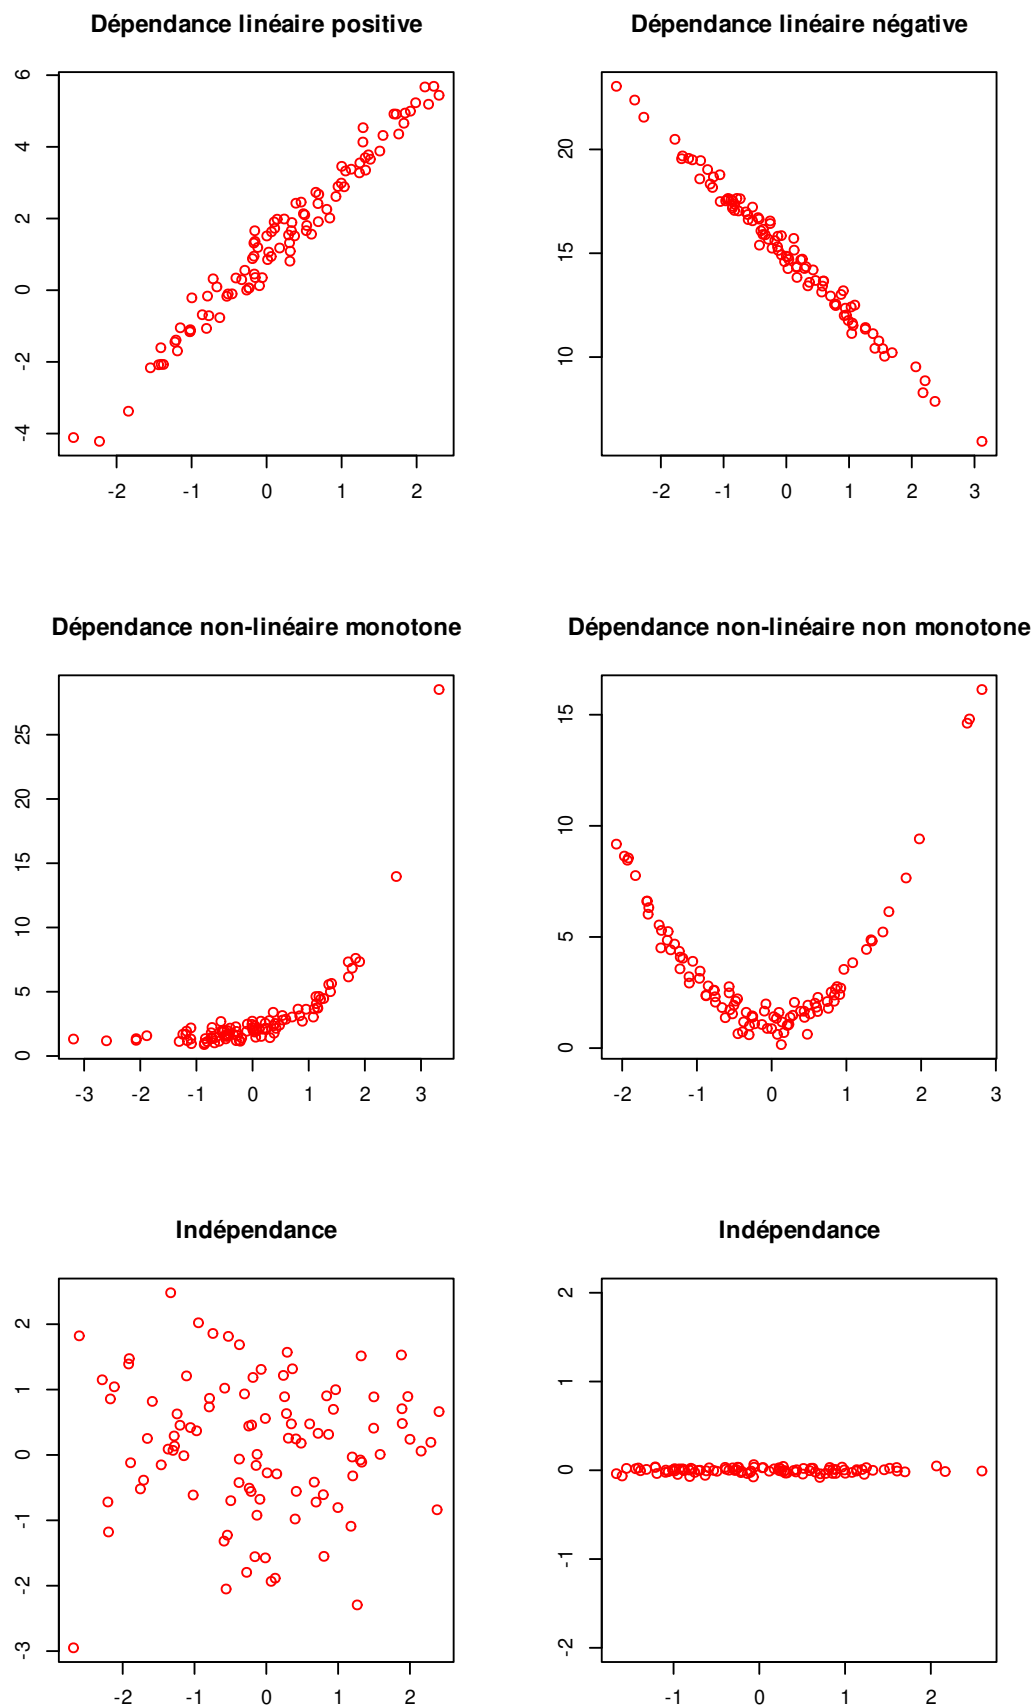 Dépendance linéaire positive
Dépendance linéaire négative
6
4
2
0
-2
-4
-2 -1 0 1 2
20
15
10
-2 -1 0 1 2 3
Dépendance non-linéaire monotone
Dépendance non-linéaire non monotone
25
20
15
10
5
0
-3 -2 -1 0 1 2 3
15
10
5
0
-2 -1 0 1 2 3
Indépendance
Indépendance
2
1
0
-1
-2
-3
-2 -1 0 1 2
2
1
0
-1
-2
-1 0 1 2